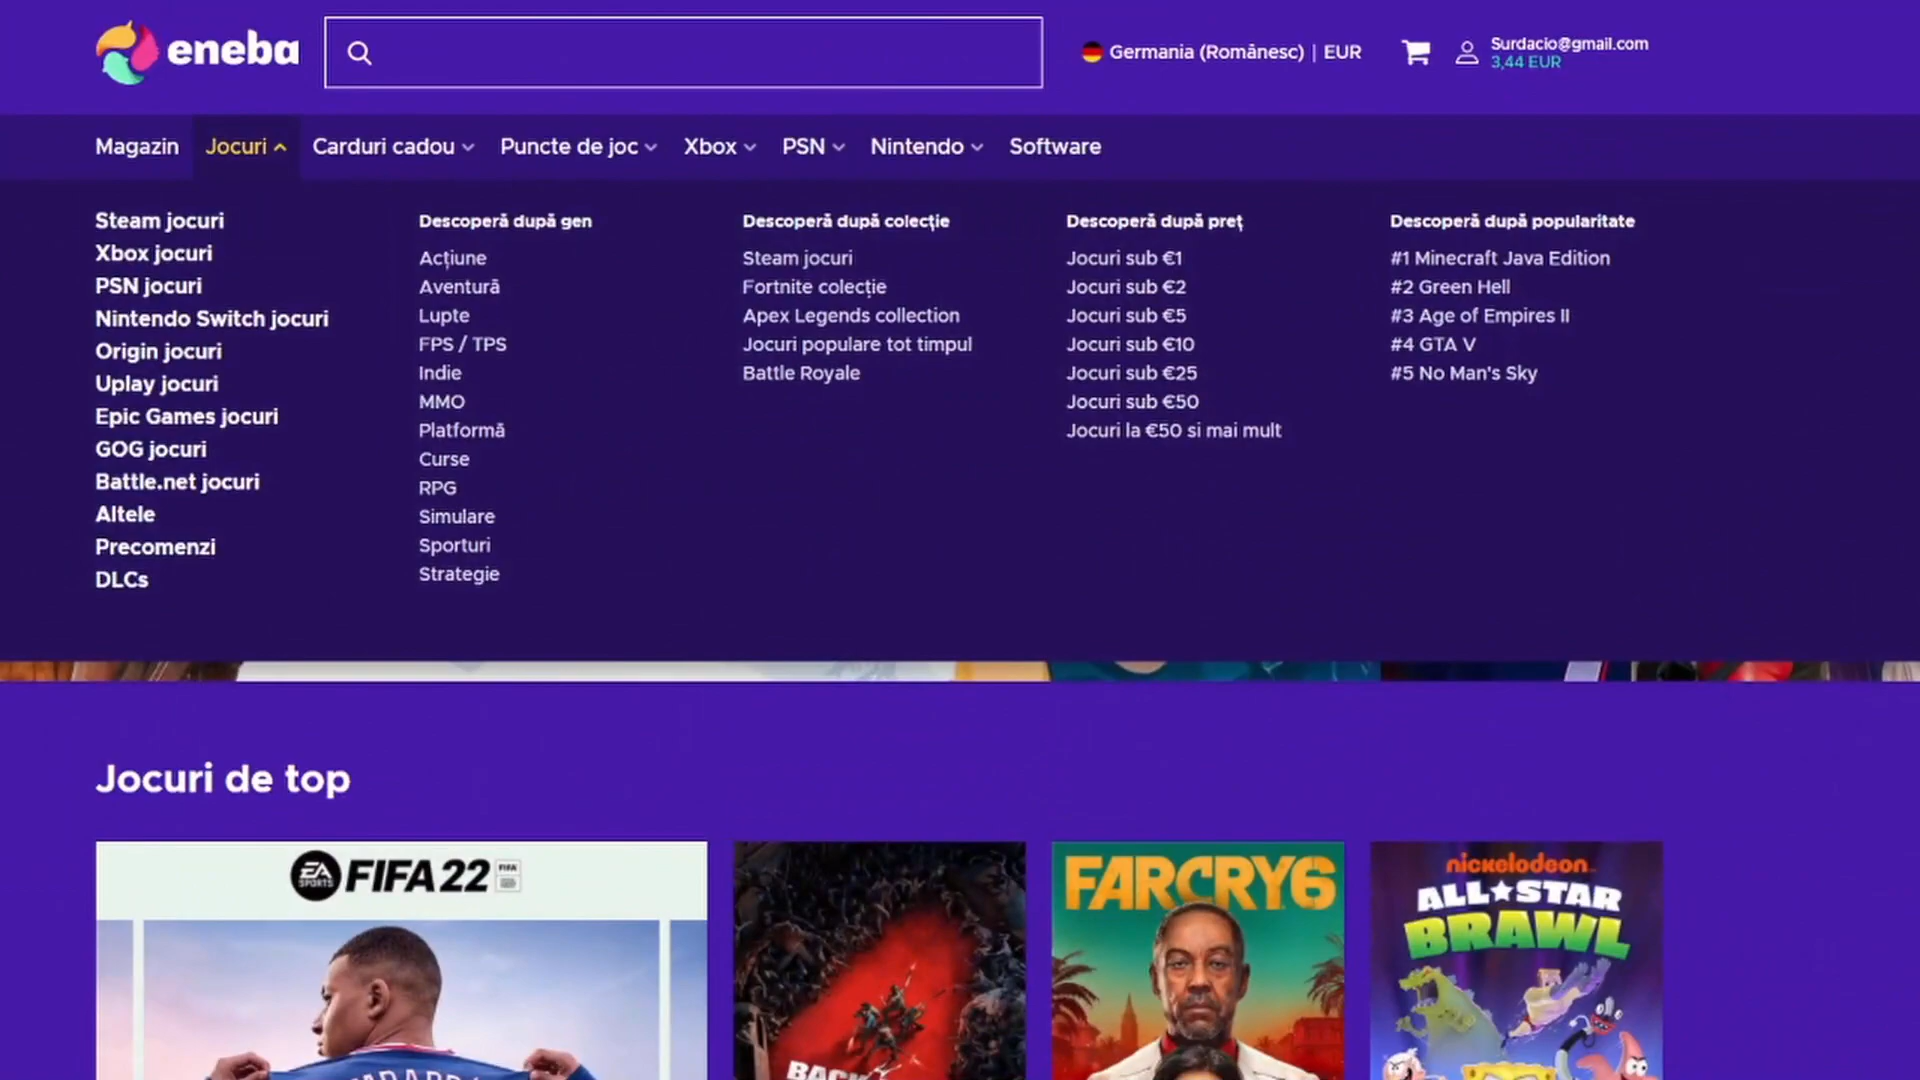 eneba
Germania (Românesc) | EUR
Surdacio@gmail.com
3,44 EUR
Magazin
Jocuri
Carduri cadou
Puncte de joc
Xbox
PSN
Nintendo
Software
Steam jocuri
Xbox jocuri
PSN jocuri
Nintendo Switch jocuri
Origin jocuri
Uplay jocuri
Epic Games jocuri
GOG jocuri
Battle.net jocuri
Altele
Precomenzi
DLCs
Descoperă după gen
Acțiune
Aventură
Lupte
FPS / TPS
Indie
MMO
Platformă
Curse
RPG
Simulare
Sporturi
Strategie
Descoperă după colecție
Steam jocuri
Fortnite colecție
Apex Legends collection
Jocuri populare tot timpul
Battle Royale
Descoperă după preț
Jocuri sub €1
Jocuri sub €2
Jocuri sub €5
Jocuri sub €10
Jocuri sub €25
Jocuri sub €50
Jocuri la €50 si mai mult
Descoperă după popularitate
#1 Minecraft Java Edition
#2 Green Hell
#3 Age of Empires II
#4 GTA V
#5 No Man's Sky
Jocuri de top
EA SPORTS FIFA 22 FIFA
BACK
FARCRY6
nickelodeon
ALL★STAR
BRAWL